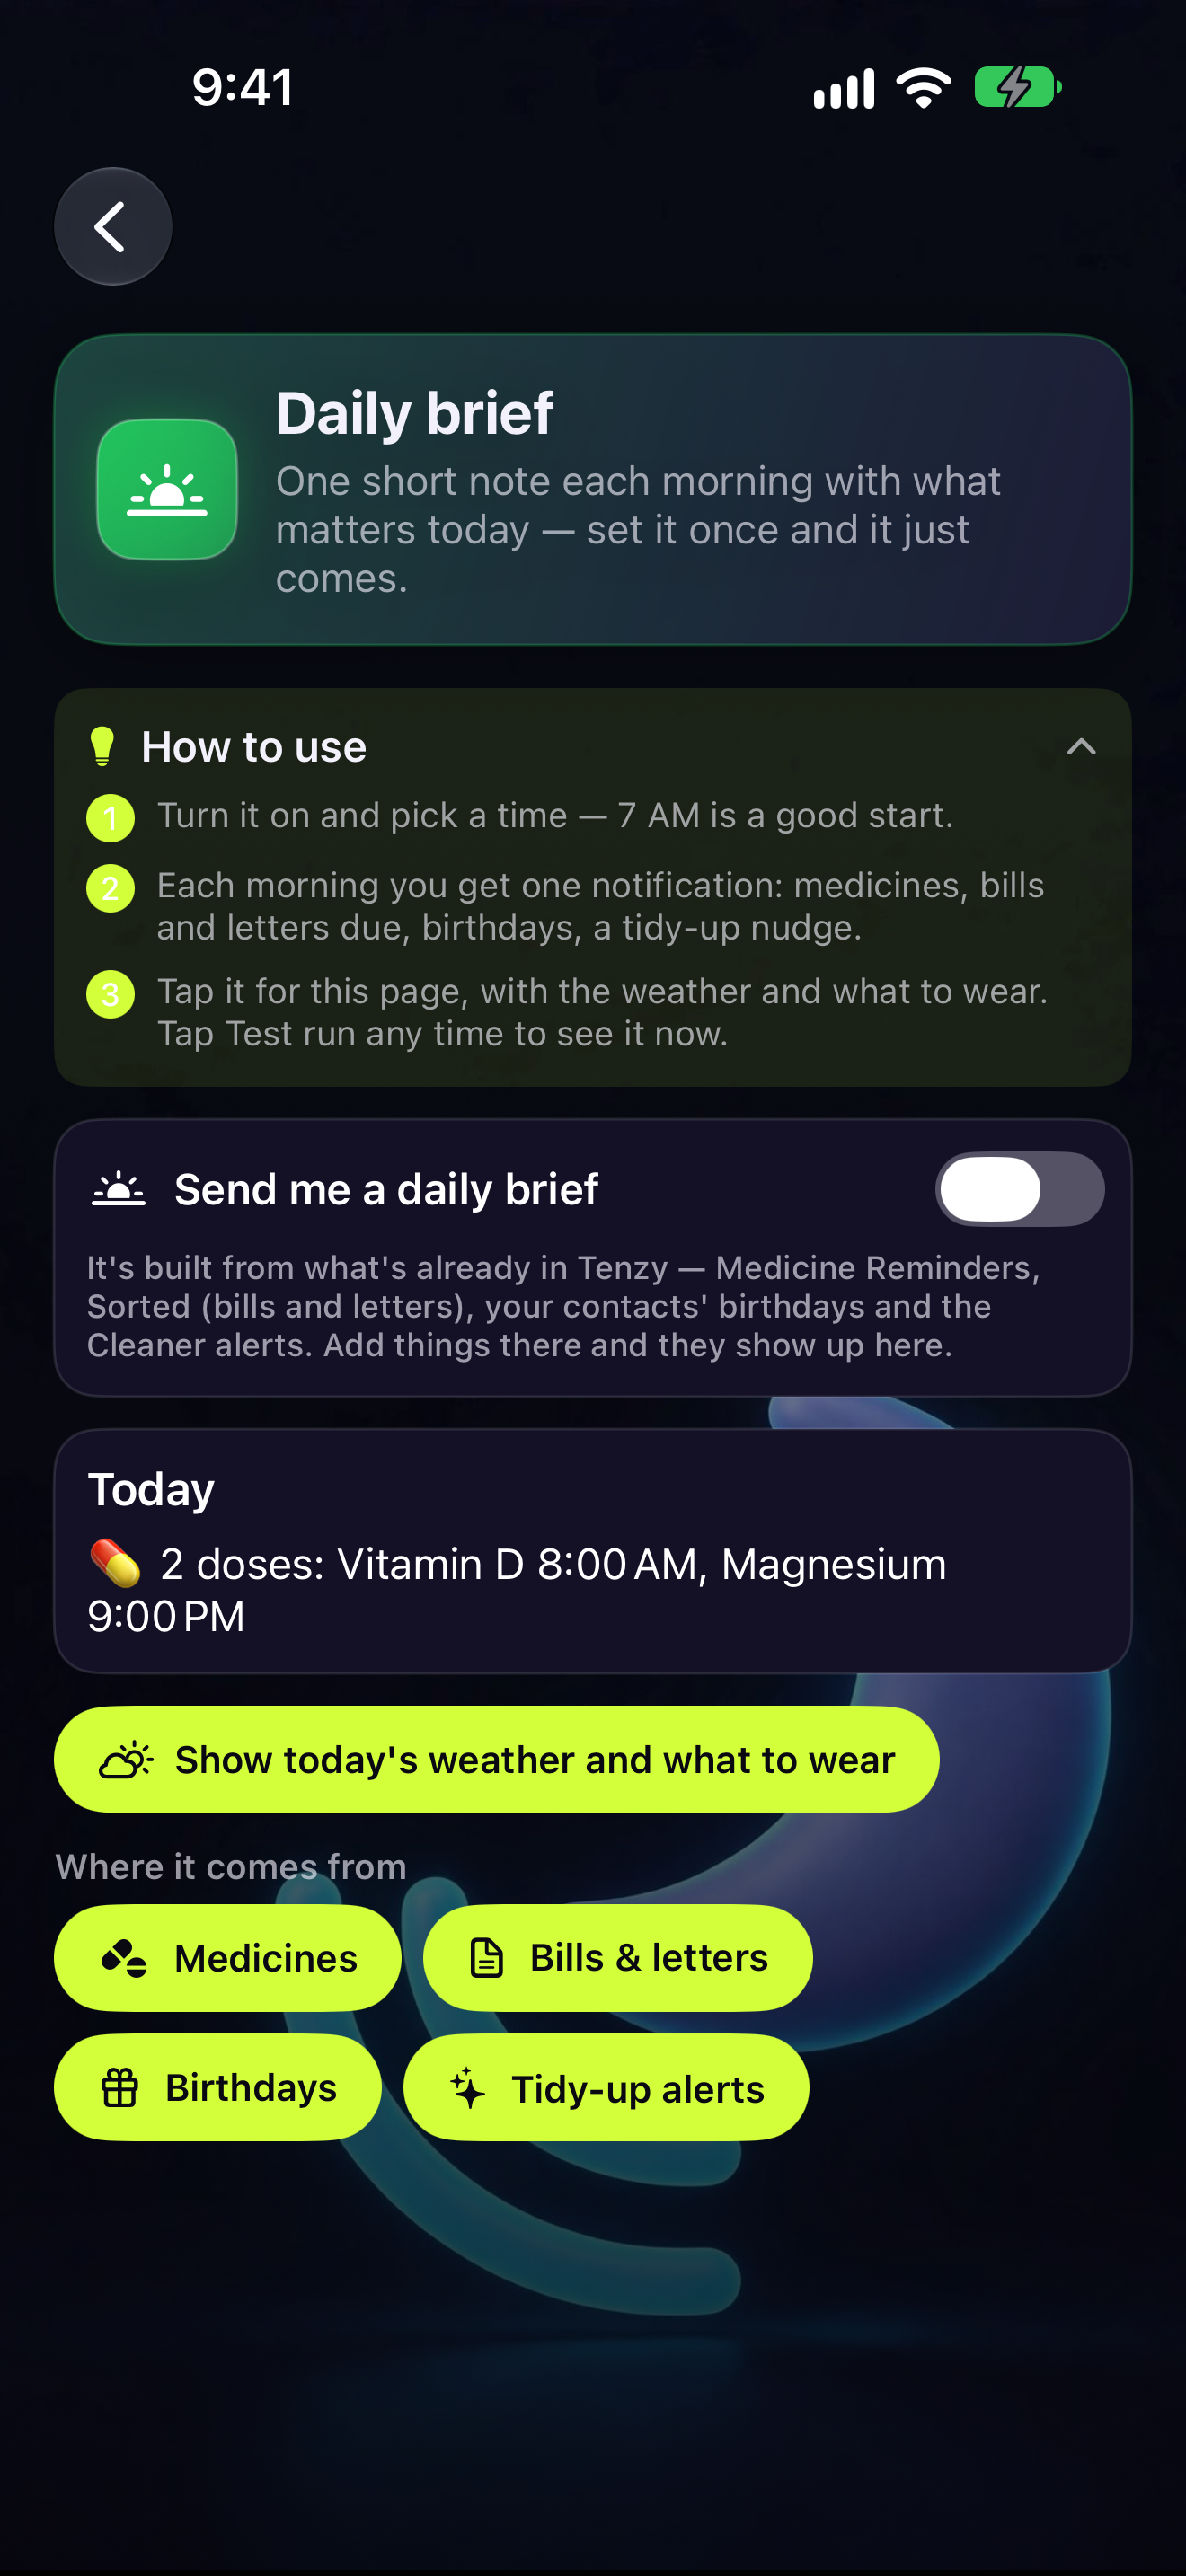 9:41
Daily brief
One short note each morning with what
matters today — set it once and it just
comes.
How to use
1 Turn it on and pick a time — 7 AM is a good start.
2 Each morning you get one notification: medicines, bills
and letters due, birthdays, a tidy-up nudge.
3 Tap it for this page, with the weather and what to wear.
Tap Test run any time to see it now.
Send me a daily brief
It's built from what's already in Tenzy — Medicine Reminders,
Sorted (bills and letters), your contacts' birthdays and the
Cleaner alerts. Add things there and they show up here.
Today
2 doses: Vitamin D 8:00 AM, Magnesium
9:00 PM
Show today's weather and what to wear
Where it comes from
Medicines
Bills & letters
Birthdays
Tidy-up alerts